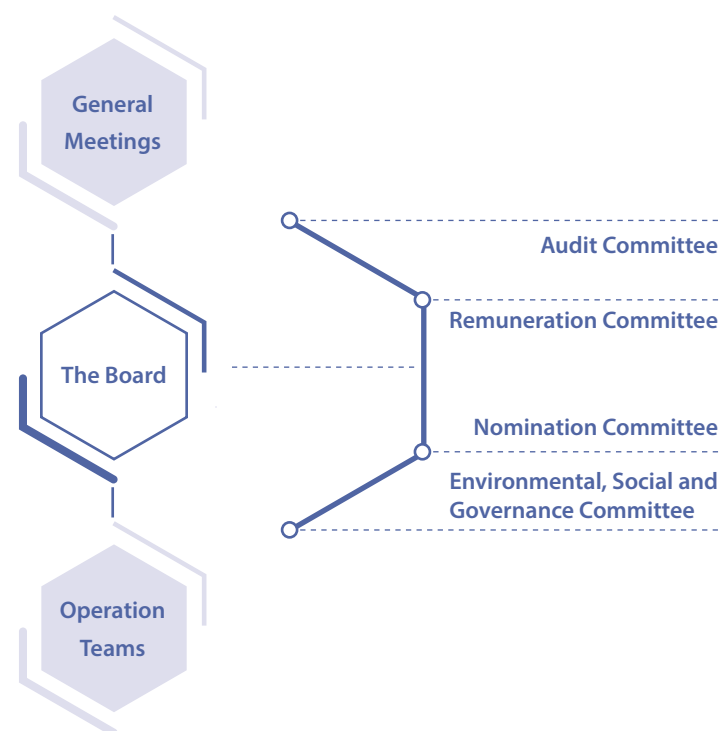 General
Meetings
Audit Committee
Remuneration Committee
The Board
Nomination Committee
Environmental, Social and
Governance Committee
Operation
Teams